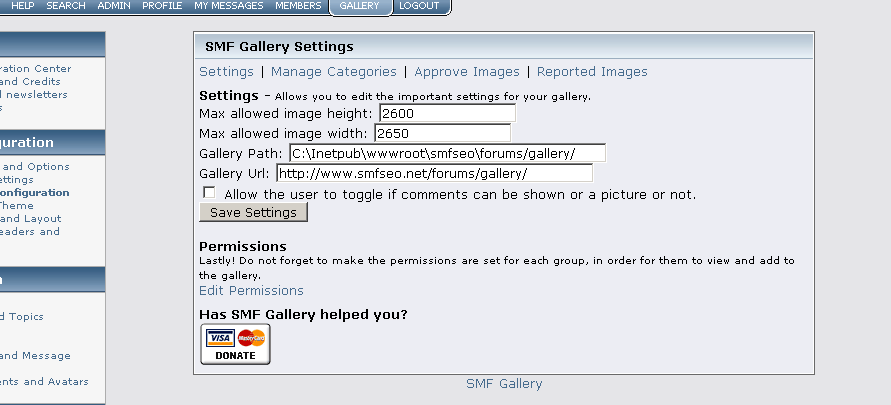 HELP SEARCH ADMIN PROFILE MY MESSAGES MEMBERS GALLERY LOGOUT
ration Center
and Credits
newsletters
s
guration
and Options
ettings
onfiguration
Theme
and Layout
eaders and
n
d Topics
and Message
ents and Avatars
SMF Gallery Settings
Settings | Manage Categories | Approve Images | Reported Images
Settings - Allows you to edit the important settings for your gallery.
Max allowed image height: 2600
Max allowed image width: 2650
Gallery Path: C:\Inetpub\wwwroot\smfseo\forums/gallery/
Gallery Url: http://www.smfseo.net/forums/gallery/
Allow the user to toggle if comments can be shown or a picture or not.
Save Settings
Permissions
Lastly! Do not forget to make the permissions are set for each group, in order for them to view and add to
the gallery.
Edit Permissions
Has SMF Gallery helped you?
VISA MasterCard
DONATE
SMF Gallery